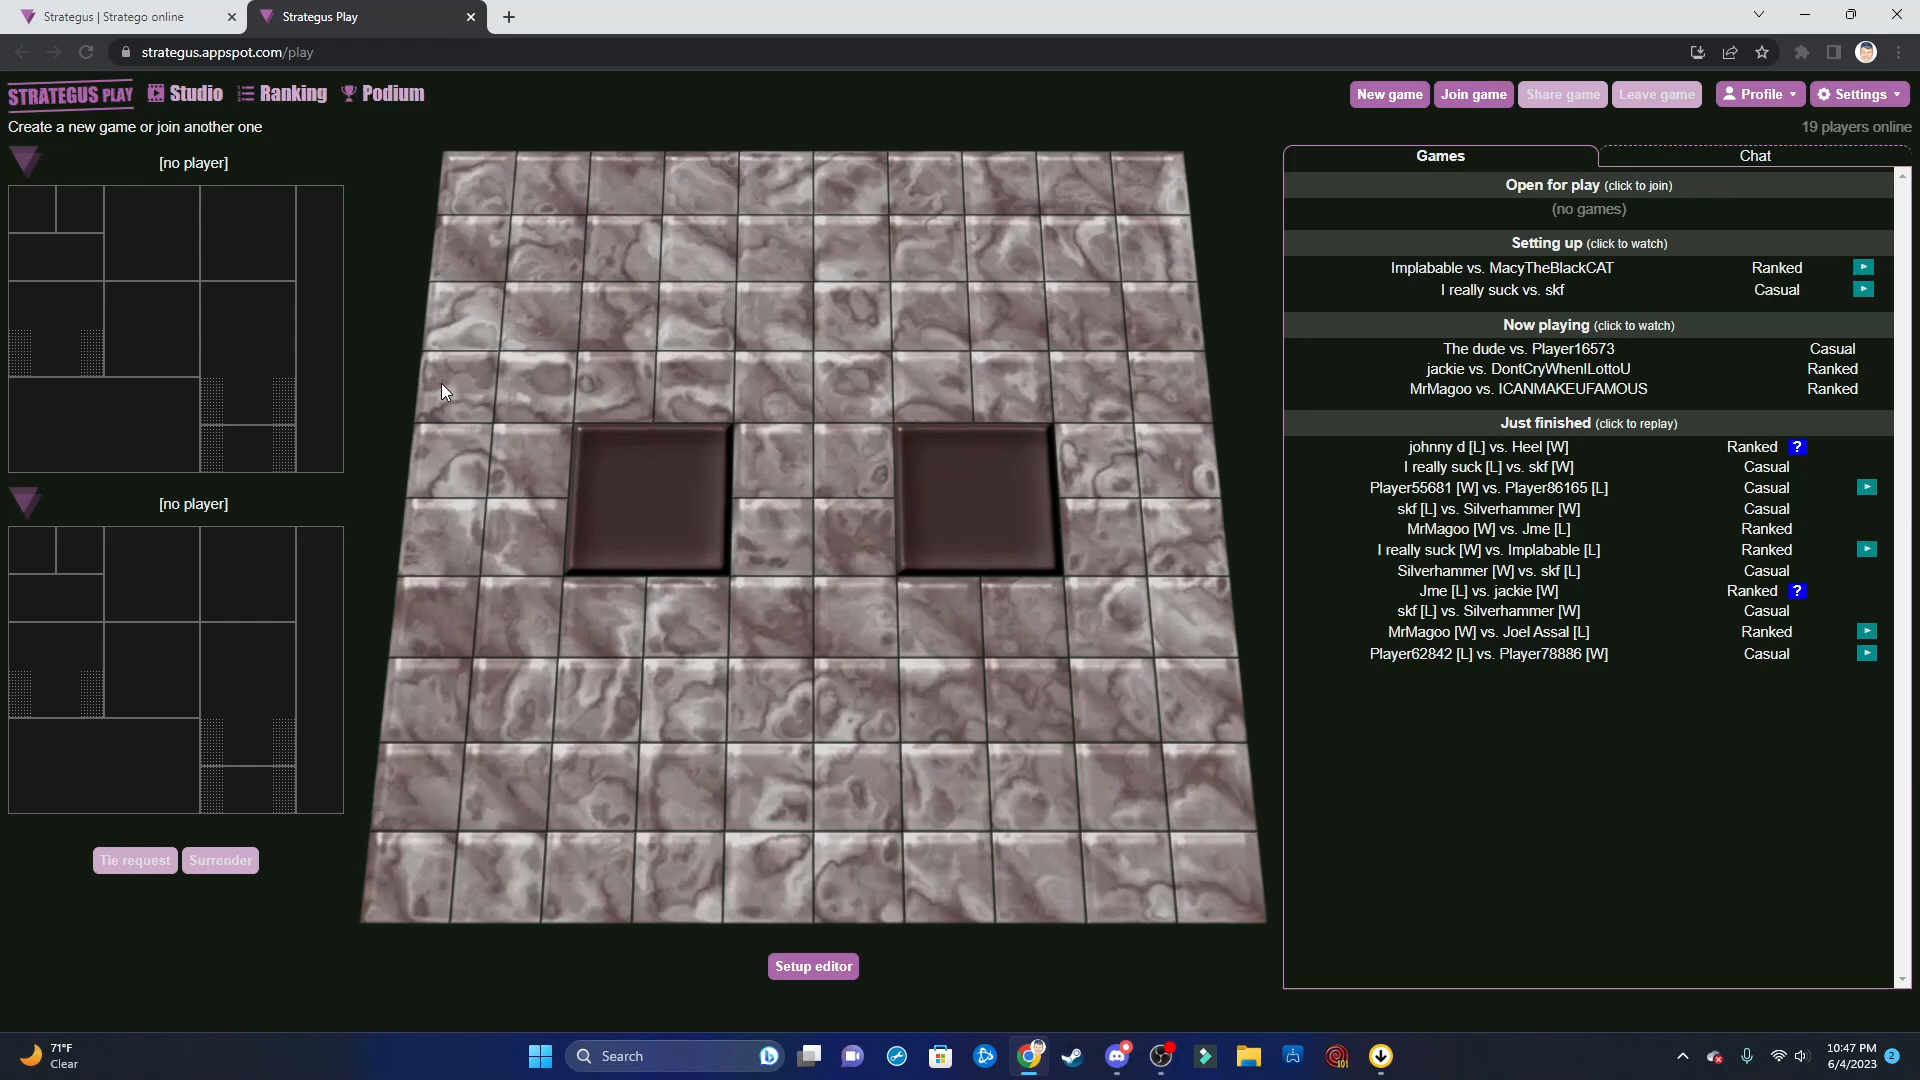 Strategus | Stratego online
Strategus Play
strategus.appspot.com/play
STRATEGUS PLAY
Studio
Ranking
Podium
New game
Join game
Share game
Leave game
Profile
Settings
Create a new game or join another one
19 players online
[no player]
[no player]
Tie request
Surrender
Setup editor
Games
Chat
Open for play (click to join)
(no games)
Setting up (click to watch)
Implabable vs. MacyTheBlackCAT Ranked
I really suck vs. skf Casual
Now playing (click to watch)
The dude vs. Player16573 Casual
jackie vs. DontCryWhenILottoU Ranked
MrMagoo vs. ICANMAKEUFAMOUS Ranked
Just finished (click to replay)
johnny d [L] vs. Heel [W] Ranked ?
I really suck [L] vs. skf [W] Casual
Player55681 [W] vs. Player86165 [L] Casual
skf [L] vs. Silverhammer [W] Casual
MrMagoo [W] vs. Jme [L] Ranked
I really suck [W] vs. Implabable [L] Ranked
Silverhammer [W] vs. skf [L] Casual
Jme [L] vs. jackie [W] Ranked ?
skf [L] vs. Silverhammer [W] Casual
MrMagoo [W] vs. Joel Assal [L] Ranked
Player62842 [L] vs. Player78886 [W] Casual
71°F
Clear
Search
101
10:47 PM
6/4/2023
2